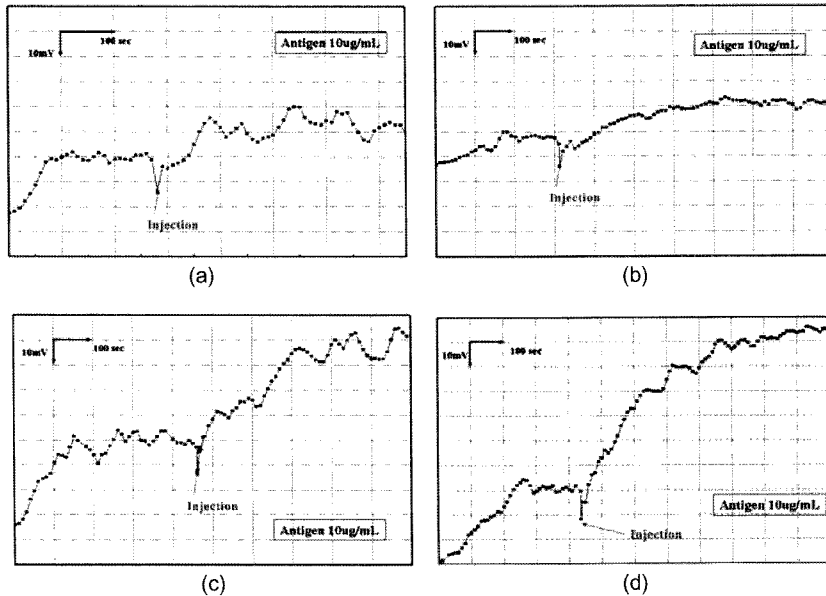 100 sec
10mV
Antigen 10ug/mL
Injection
(a)
100 sec
10mV
Antigen 10ug/mL
Injection
(b)
10mV
100 sec
Injection
Antigen 10ug/mL
(c)
10mV
100 sec
Antigen 10ug/mL
Injection
(d)